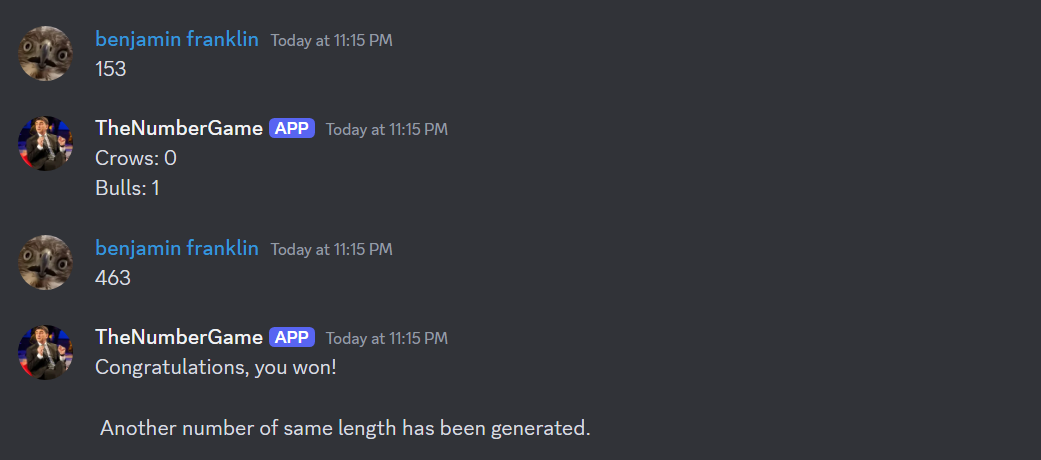 benjamin franklin Today at 11:15 PM
153
TheNumberGame APP Today at 11:15 PM
Crows: 0
Bulls: 1
benjamin franklin Today at 11:15 PM
463
TheNumberGame APP Today at 11:15 PM
Congratulations, you won!
Another number of same length has been generated.